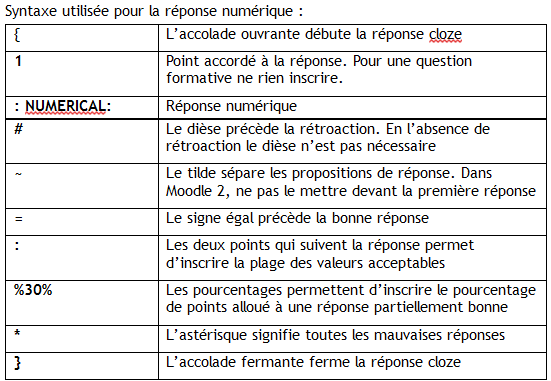 Syntaxe utilisée pour la réponse numérique :
{ L’accolade ouvrante débute la réponse cloze
1 Point accordé à la réponse. Pour une question
formative ne rien inscrire.
: NUMERICAL: Réponse numérique
# Le dièse précède la rétroaction. En l’absence de
rétroaction le dièse n’est pas nécessaire
~ Le tilde sépare les propositions de réponse. Dans
Moodle 2, ne pas le mettre devant la première réponse
= Le signe égal précède la bonne réponse
: Les deux points qui suivent la réponse permet
d’inscrire la plage des valeurs acceptables
%30% Les pourcentages permettent d’inscrire le pourcentage
de points alloué à une réponse partiellement bonne
* L’astérisque signifie toutes les mauvaises réponses
} L’accolade fermante ferme la réponse cloze